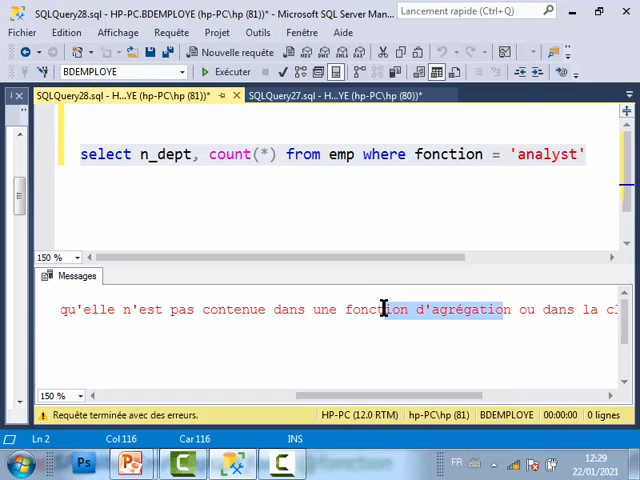 SQLQuery28.sql - HP-PC.BDEMPLOYE (hp-PC\hp (81))* - Microsoft SQL Server Man...
Lancement rapide (Ctrl+Q)
Fichier Edition Affichage Requête Projet Outils Fenêtre Aide
Nouvelle requête
BDEMPLOYE Exécuter
SQLQuery28.sql - H...YE (hp-PC\hp (81))* SQLQuery27.sql - H...YE (hp-PC\hp (80))*
select n_dept, count(*) from emp where fonction = 'analyst'
150 %
Messages
qu'elle n'est pas contenue dans une fonction d'agrégation ou dans la cl
150 %
Requête terminée avec des erreurs. HP-PC (12.0 RTM) hp-PC\hp (81) BDEMPLOYE 00:00:00 0 lignes
Ln 2 Col 116 Car 116 INS
Ps P C C FR 12:29
22/01/2021